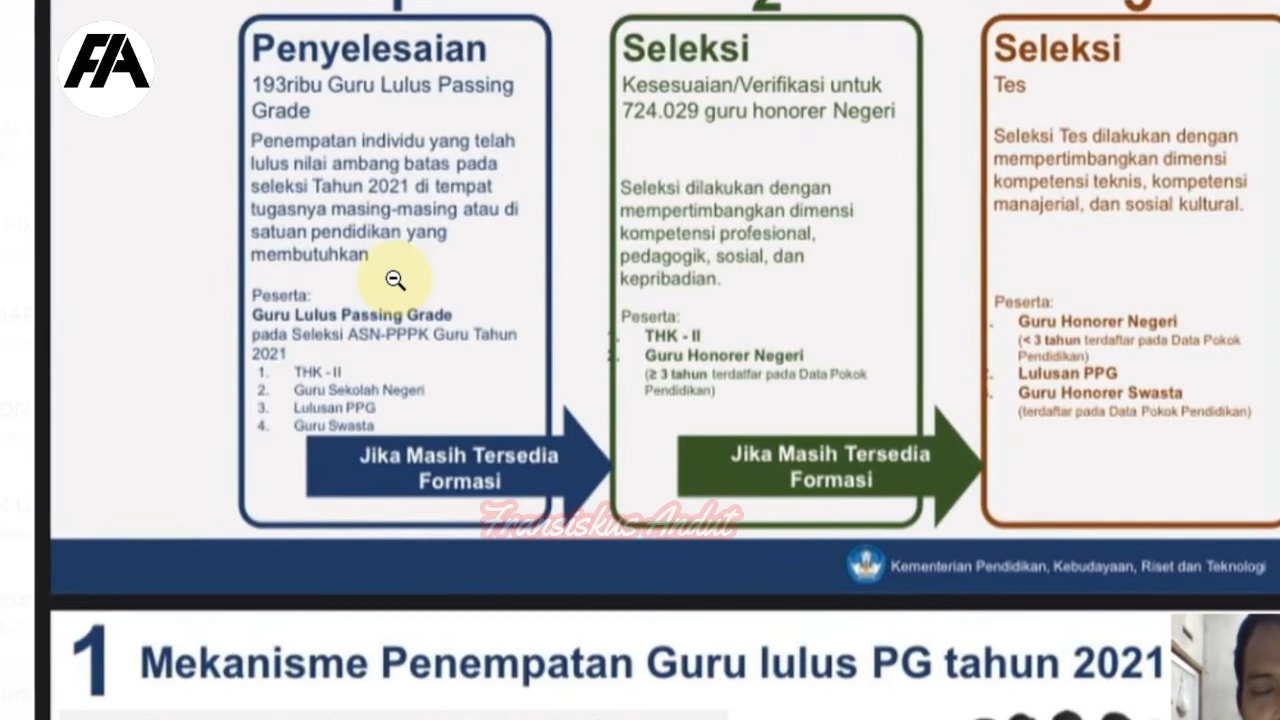 FA
Penyelesaian
193ribu Guru Lulus Passing
Grade
Penempatan individu yang telah
lulus nilai ambang batas pada
seleksi Tahun 2021 di tempat
tugasnya masing-masing atau di
satuan pendidikan yang
membutuhkan
Peserta:
Guru Lulus Passing Grade
pada Seleksi ASN-PPPK Guru Tahun
2021
1. THK - II
2. Guru Sekolah Negeri
3. Lulusan PPG
4. Guru Swasta
Jika Masih Tersedia
Formasi
2
Seleksi
Kesesuaian/Verifikasi untuk
724.029 guru honorer Negeri
Seleksi dilakukan dengan
mempertimbangkan dimensi
kompetensi profesional,
pedagogik, sosial, dan
kepribadian.
Peserta:
THK - II
Guru Honorer Negeri
(≥ 3 tahun terdatfar pada Data Pokok
Pendidikan)
Jika Masih Tersedia
Formasi
Seleksi
Tes
Seleksi Tes dilakukan dengan
mempertimbangkan dimensi
kompetensi teknis, kompetensi
manajerial, dan sosial kultural.
Peserta:
Guru Honorer Negeri
(< 3 tahun terdaftar pada Data Pokok
Pendidikan)
Lulusan PPG
Guru Honorer Swasta
(terdaftar pada Data Pokok Pendidikan)
Fransiskus Andut
Kementerian Pendidikan, Kebudayaan, Riset dan Teknologi
1 Mekanisme Penempatan Guru lulus PG tahun 2021